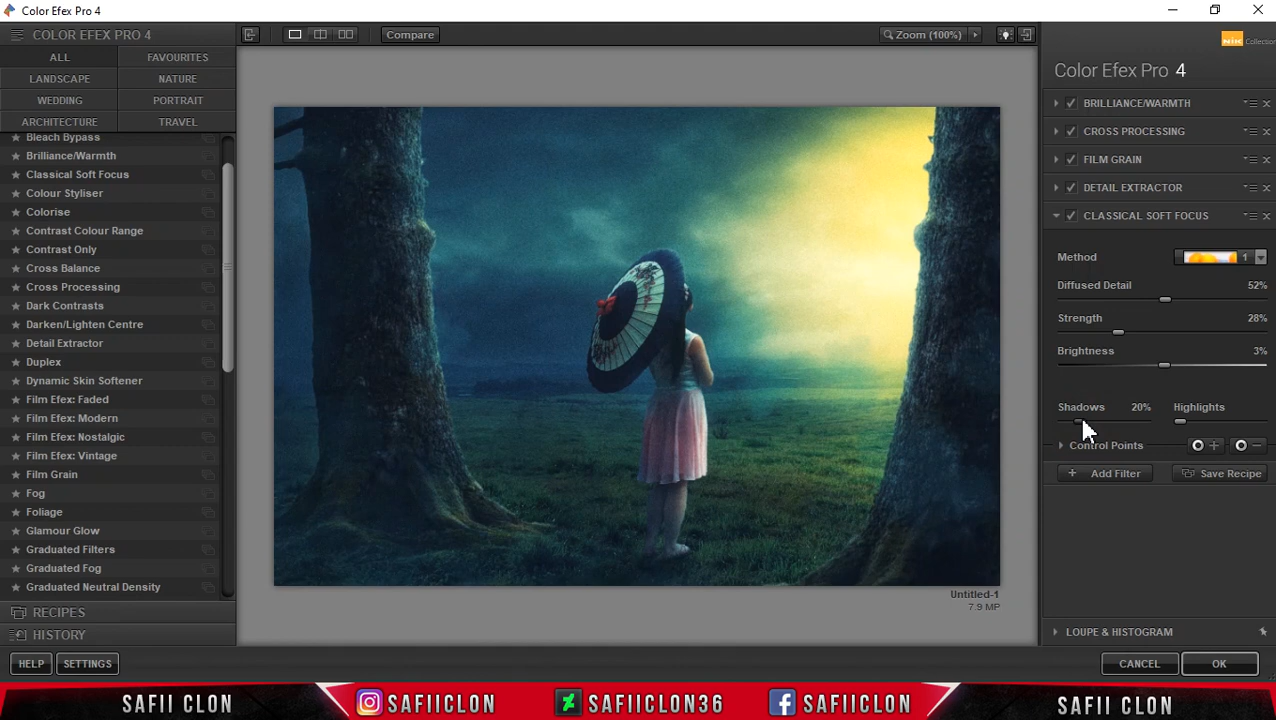 Color Efex Pro 4
COLOR EFEX PRO 4
ALL
FAVOURITES
LANDSCAPE
NATURE
WEDDING
PORTRAIT
ARCHITECTURE
TRAVEL
Bleach Bypass
Brilliance/Warmth
Classical Soft Focus
Colour Styliser
Colorise
Contrast Colour Range
Contrast Only
Cross Balance
Cross Processing
Dark Contrasts
Darken/Lighten Centre
Detail Extractor
Duplex
Dynamic Skin Softener
Film Efex: Faded
Film Efex: Modern
Film Efex: Nostalgic
Film Efex: Vintage
Film Grain
Fog
Foliage
Glamour Glow
Graduated Filters
Graduated Fog
Graduated Neutral Density
RECIPES
HISTORY
HELP
SETTINGS
Compare
Zoom (100%)
Untitled-1
7.9 MP
Nik Collection
Color Efex Pro 4
BRILLIANCE/WARMTH
CROSS PROCESSING
FILM GRAIN
DETAIL EXTRACTOR
CLASSICAL SOFT FOCUS
Method 1
Diffused Detail 52%
Strength 28%
Brightness 3%
Shadows 20% Highlights
Control Points
Add Filter
Save Recipe
LOUPE & HISTOGRAM
CANCEL
OK
SAFII CLON
SAFIICLON
SAFIICLON36
SAFIICLON
SAFII CLON